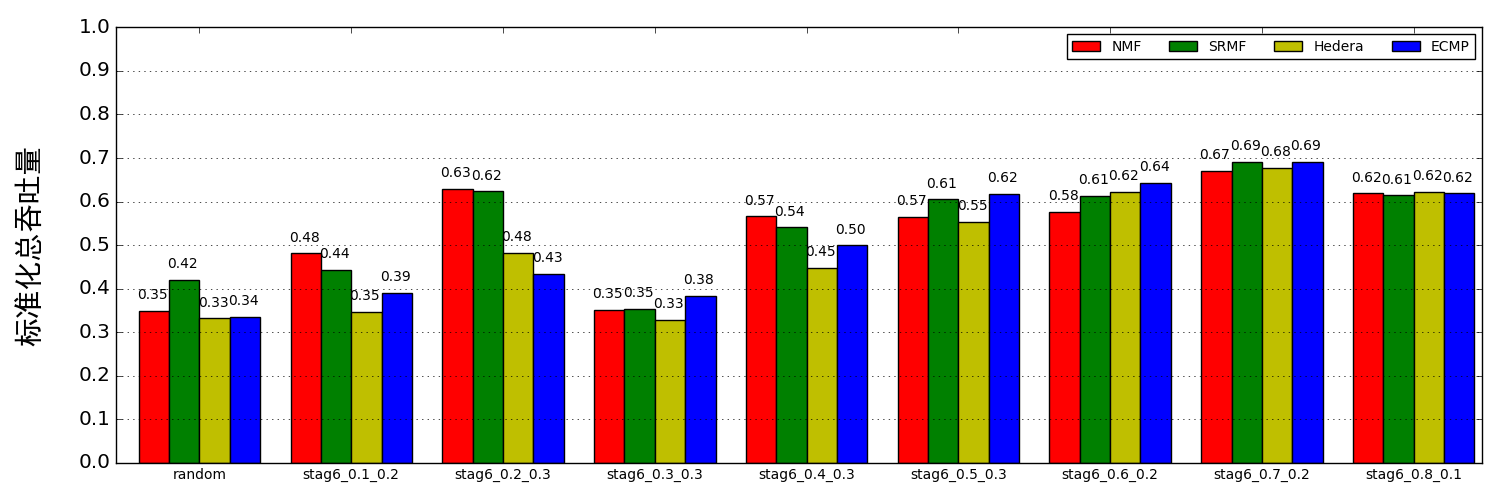 标准化总吞吐量
1.0
0.9
0.8
0.7
0.6
0.5
0.4
0.3
0.2
0.1
0.0
NMF SRMF Hedera ECMP
0.35 0.42 0.33 0.34
0.48 0.44 0.35 0.39
0.63 0.62 0.48 0.43
0.35 0.35 0.33 0.38
0.57 0.54 0.45 0.50
0.57 0.61 0.55 0.62
0.58 0.61 0.62 0.64
0.67 0.69 0.68 0.69
0.62 0.61 0.62 0.62
random stag6_0.1_0.2 stag6_0.2_0.3 stag6_0.3_0.3 stag6_0.4_0.3 stag6_0.5_0.3 stag6_0.6_0.2 stag6_0.7_0.2 stag6_0.8_0.1